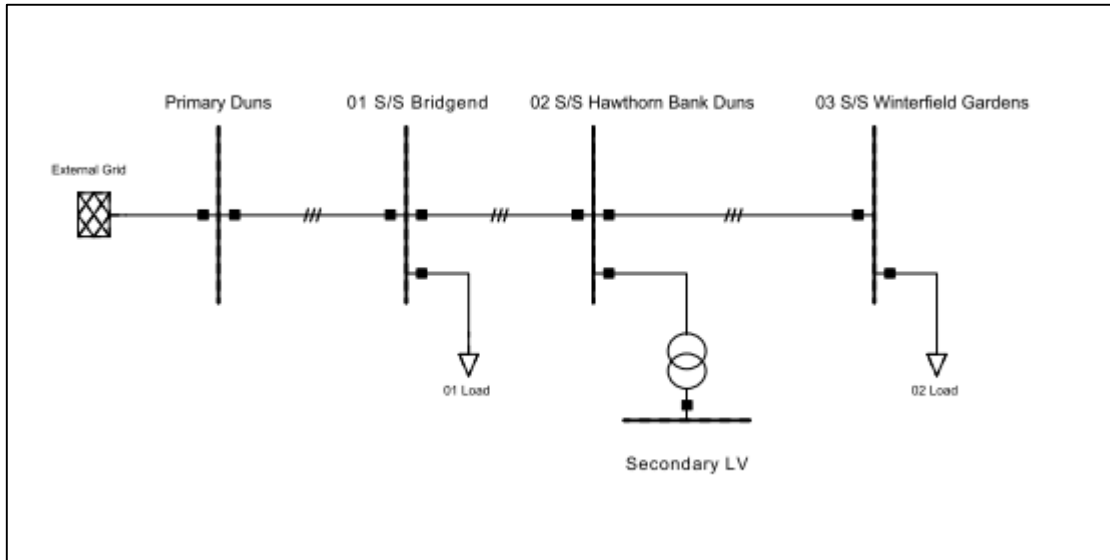 Primary Duns
01 S/S Bridgend
02 S/S Hawthorn Bank Duns
03 S/S Winterfield Gardens
External Grid
01 Load
02 Load
Secondary LV